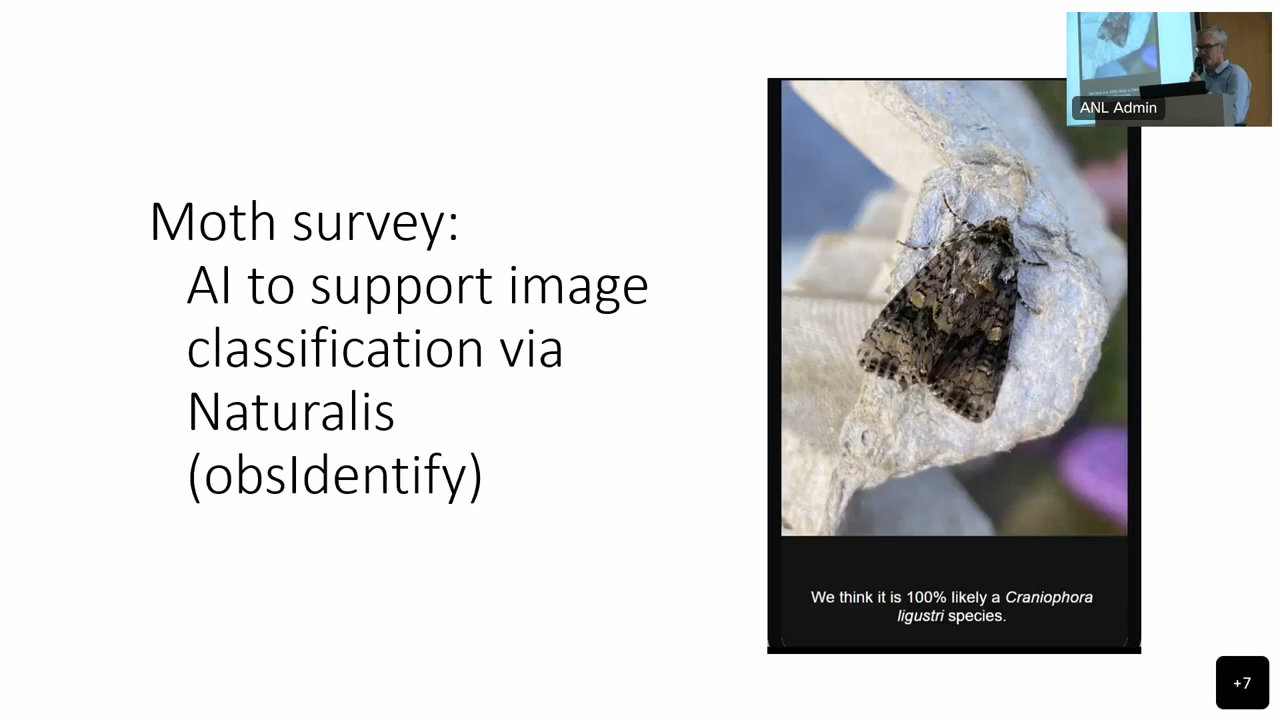 Moth survey:
AI to support image
classification via
Naturalis
(obsIdentify)
ANL Admin
We think it is 100% likely a Craniophora
ligustri species.
+7